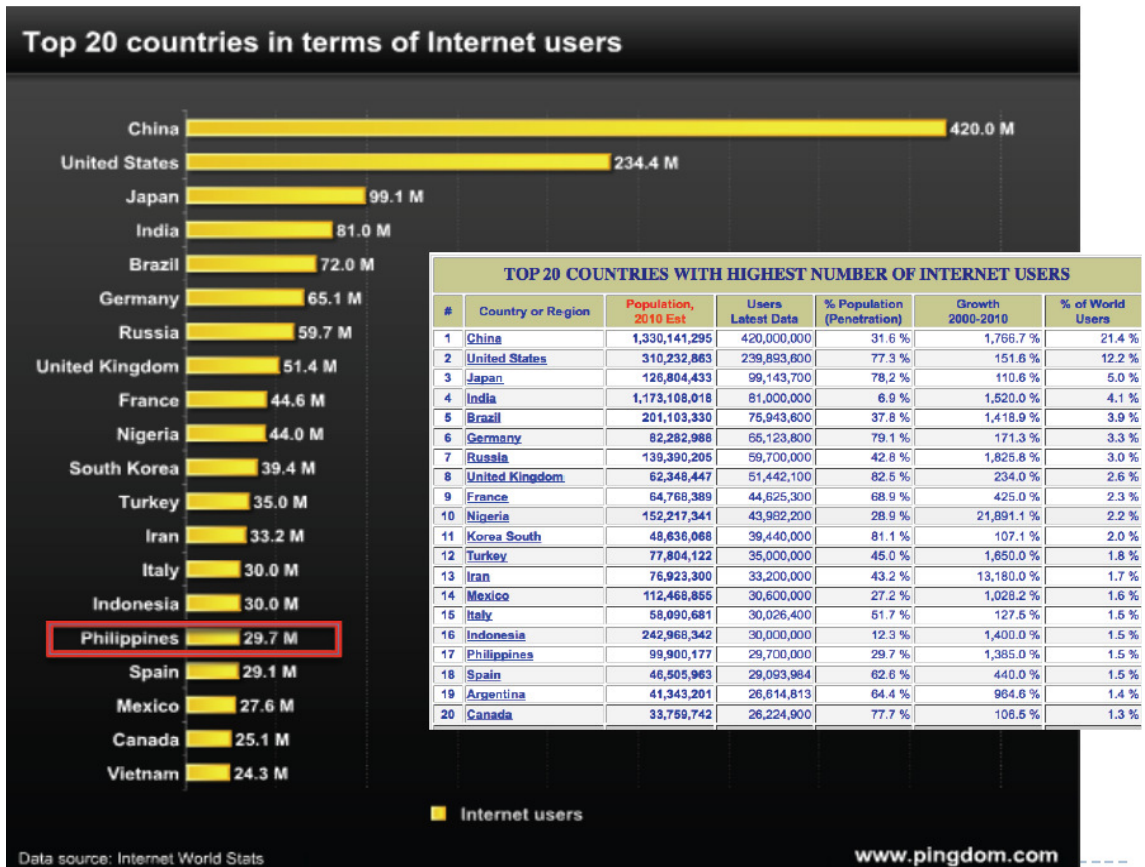 Top 20 countries in terms of Internet users
China 420.0 M
United States 234.4 M
Japan 99.1 M
India 81.0 M
Brazil 72.0 M
Germany 65.1 M
Russia 59.7 M
United Kingdom 51.4 M
France 44.6 M
Nigeria 44.0 M
South Korea 39.4 M
Turkey 35.0 M
Iran 33.2 M
Italy 30.0 M
Indonesia 30.0 M
Philippines 29.7 M
Spain 29.1 M
Mexico 27.6 M
Canada 25.1 M
Vietnam 24.3 M
Internet users
Data source: Internet World Stats
www.pingdom.com
TOP 20 COUNTRIES WITH HIGHEST NUMBER OF INTERNET USERS
# Country or Region Population, 2010 Est Users Latest Data % Population (Penetration) Growth 2000-2010 % of World Users
1 China 1,330,141,295 420,000,000 31.6 % 1,766.7 % 21.4 %
2 United States 310,232,863 239,893,600 77.3 % 151.6 % 12.2 %
3 Japan 126,804,433 99,143,700 78,2 % 110.6 % 5.0 %
4 India 1,173,108,018 81,000,000 6.9 % 1,520.0 % 4.1 %
5 Brazil 201,103,330 75,943,600 37.8 % 1,418.9 % 3.9 %
6 Germany 82,282,988 65,123,800 79.1 % 171.3 % 3.3 %
7 Russia 139,390,205 59,700,000 42.8 % 1,825.8 % 3.0 %
8 United Kingdom 62,348,447 51,442,100 82.5 % 234.0 % 2.6 %
9 France 64,768,389 44,625,300 68.9 % 425.0 % 2.3 %
10 Nigeria 152,217,341 43,982,200 28.9 % 21,891.1 % 2.2 %
11 Korea South 48,636,068 39,440,000 81.1 % 107.1 % 2.0 %
12 Turkey 77,804,122 35,000,000 45.0 % 1,650.0 % 1.8 %
13 Iran 76,923,300 33,200,000 43.2 % 13,180.0 % 1.7 %
14 Mexico 112,468,855 30,600,000 27.2 % 1,028.2 % 1.6 %
15 Italy 58,090,681 30,026,400 51.7 % 127.5 % 1.5 %
16 Indonesia 242,968,342 30,000,000 12.3 % 1,400.0 % 1.5 %
17 Philippines 99,900,177 29,700,000 29.7 % 1,385.0 % 1.5 %
18 Spain 46,505,963 29,093,984 62.6 % 440.0 % 1.5 %
19 Argentina 41,343,201 26,614,813 64.4 % 964.6 % 1.4 %
20 Canada 33,759,742 26,224,900 77.7 % 106.5 % 1.3 %